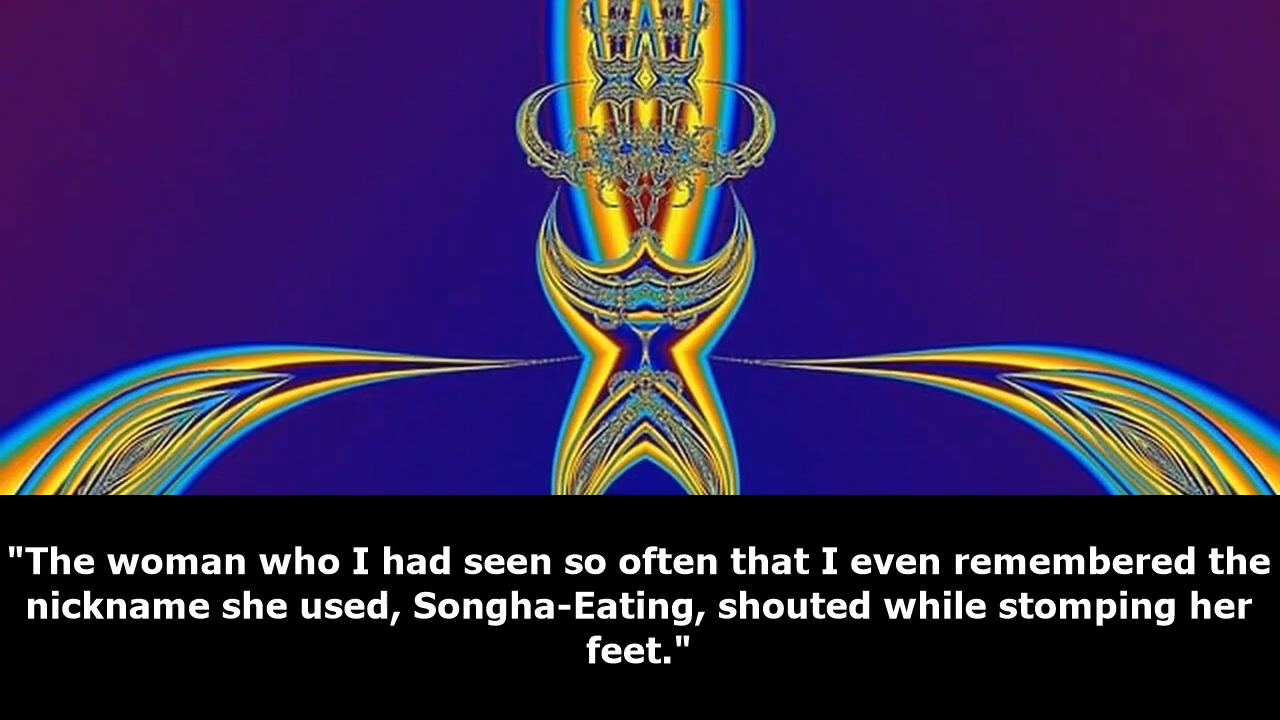 "The woman who I had seen so often that I even remembered the
nickname she used, Songha-Eating, shouted while stomping her
feet."